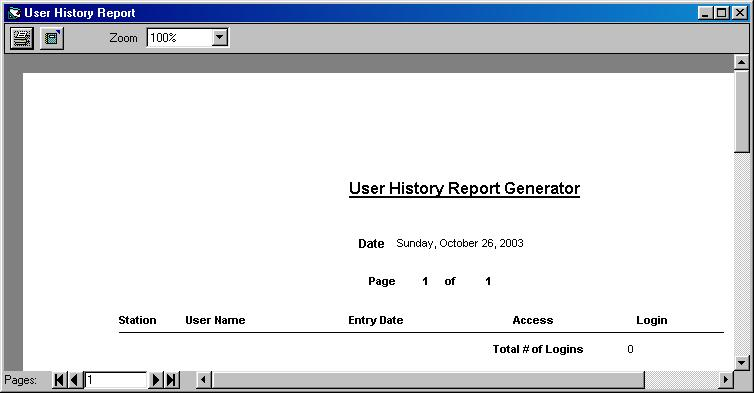 User History Report
Zoom 100%
User History Report Generator
Date Sunday, October 26, 2003
Page 1 of 1
Station User Name Entry Date Access Login
Total # of Logins 0
Pages: 1